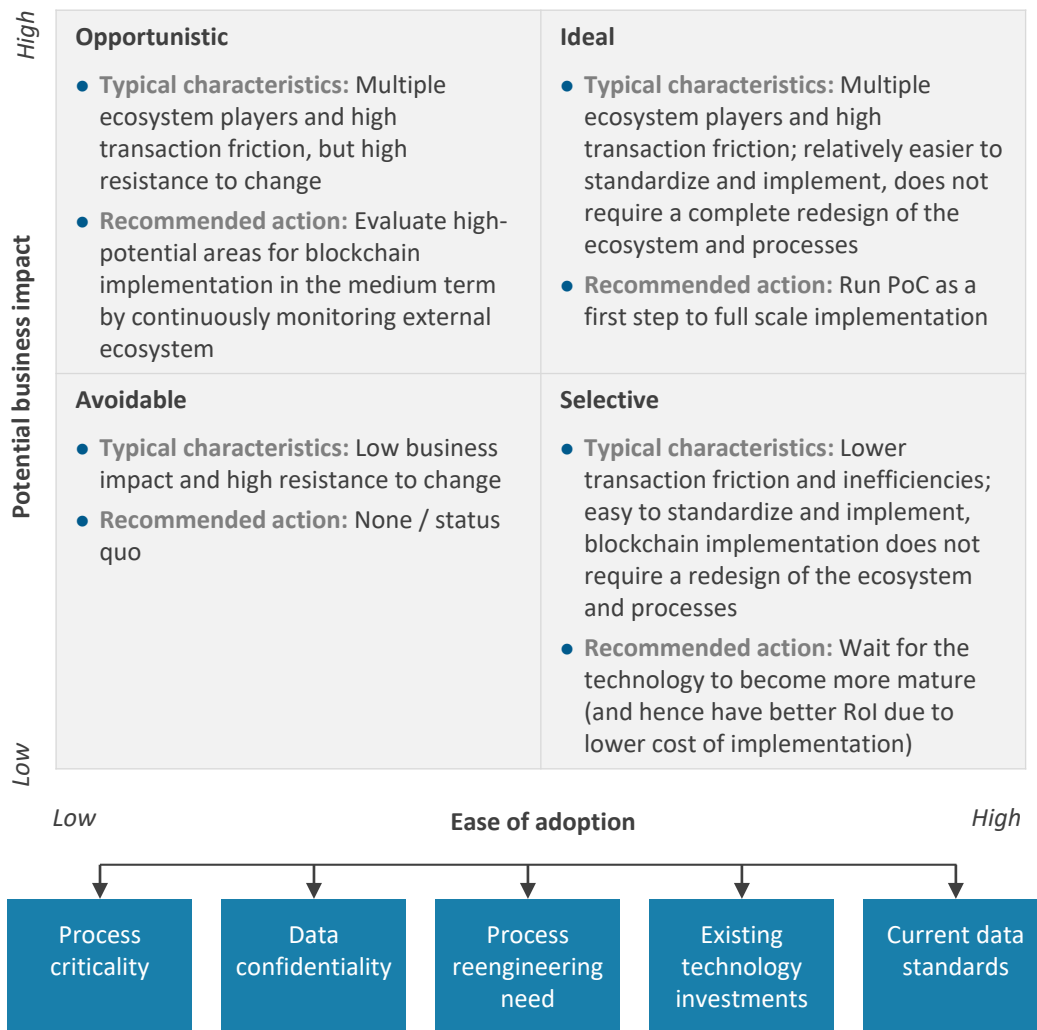 High
Potential business impact
Low
Opportunistic
● Typical characteristics: Multiple
ecosystem players and high
transaction friction, but high
resistance to change
● Recommended action: Evaluate high-
potential areas for blockchain
implementation in the medium term
by continuously monitoring external
ecosystem
Ideal
● Typical characteristics: Multiple
ecosystem players and high
transaction friction; relatively easier to
standardize and implement, does not
require a complete redesign of the
ecosystem and processes
● Recommended action: Run PoC as a
first step to full scale implementation
Avoidable
● Typical characteristics: Low business
impact and high resistance to change
● Recommended action: None / status
quo
Selective
● Typical characteristics: Lower
transaction friction and inefficiencies;
easy to standardize and implement,
blockchain implementation does not
require a redesign of the ecosystem
and processes
● Recommended action: Wait for the
technology to become more mature
(and hence have better RoI due to
lower cost of implementation)
Low
Ease of adoption
High
Process
criticality
Data
confidentiality
Process
reengineering
need
Existing
technology
investments
Current data
standards